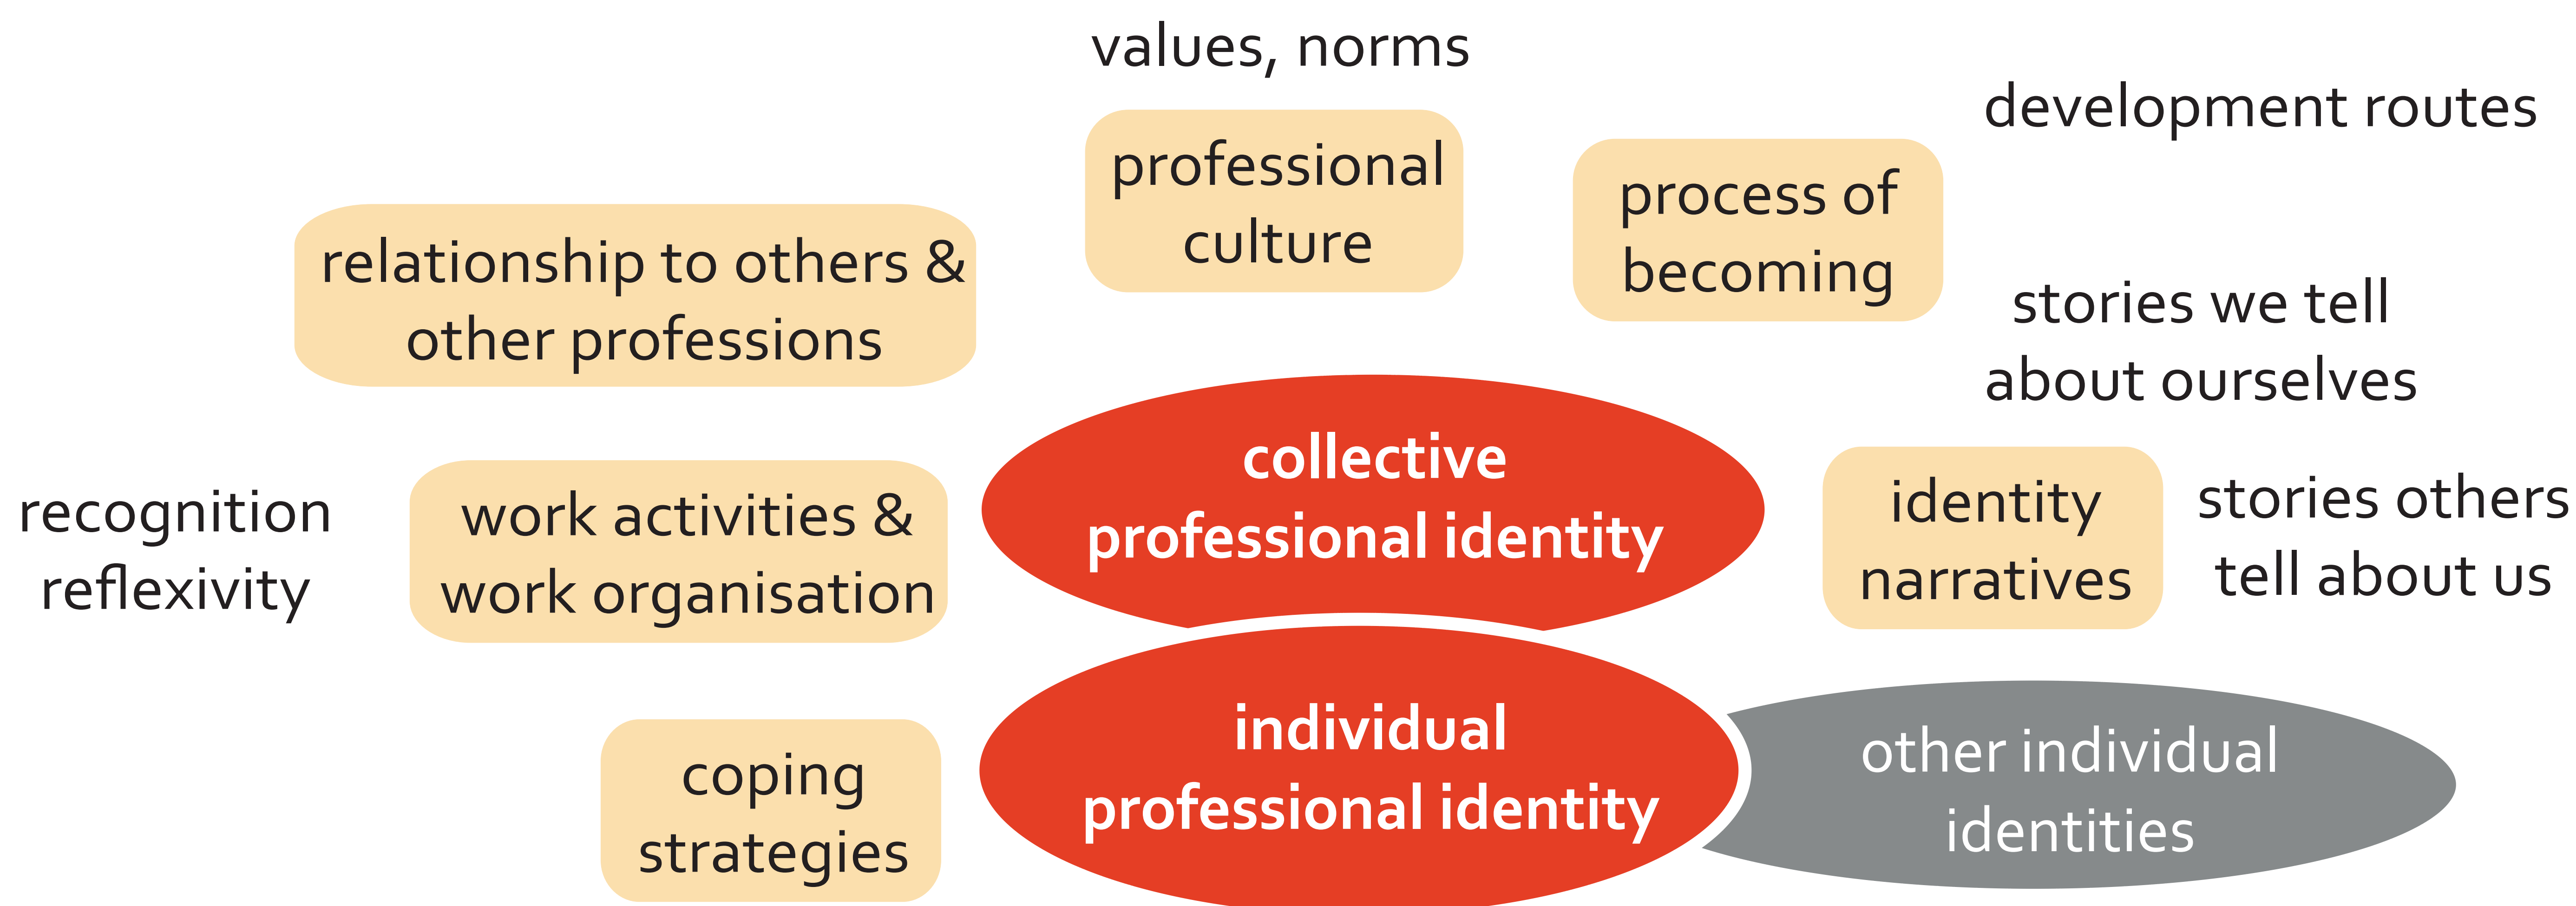 values, norms
development routes
professional
culture
process of
becoming
relationship to others &
other professions
stories we tell
about ourselves
collective
professional identity
identity
narratives
stories others
tell about us
recognition
reflexivity
work activities &
work organisation
individual
professional identity
other individual
identities
coping
strategies